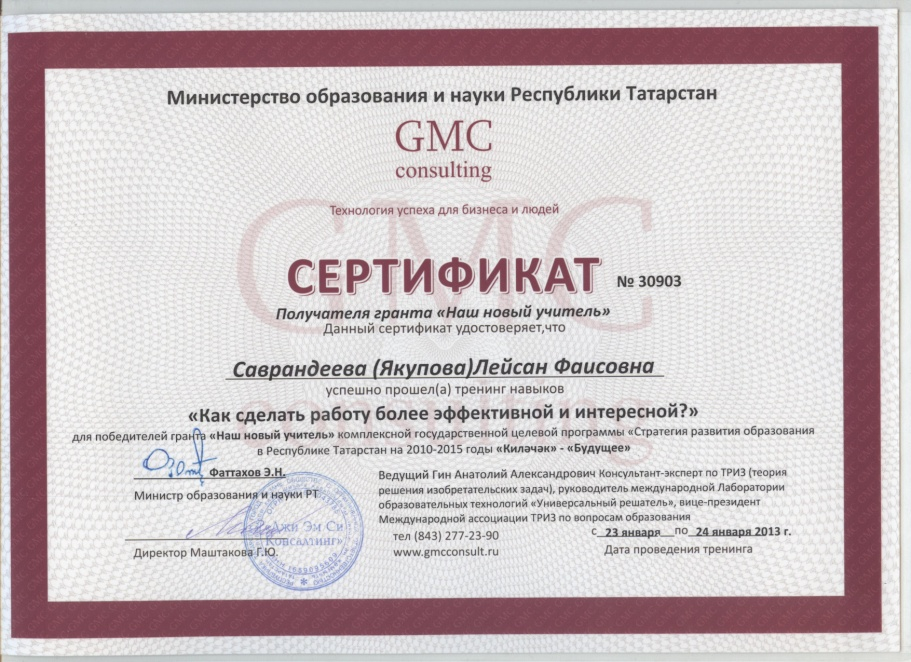 Министерство образования и науки Республики Татарстан
GMC
consulting
Технология успеха для бизнеса и людей
СЕРТИФИКАТ № 30903
Получателя гранта «Наш новый учитель»
Данный сертификат удостоверяет,что
Саврандеева (Якупова)Лейсан Фаисовна
успешно прошел(а) тренинг навыков
«Как сделать работу более эффективной и интересной?»
для победителей гранта «Наш новый учитель» комплексной государственной целевой программы «Стратегия развития образования
в Республике Татарстан на 2010-2015 годы «Килəчəк» - «Будущее»
Фаттахов Э.Н.
Министр образования и науки РТ
Джи Эм Си
Консалтинг»
Директор Маштакова Г.Ю.
Ведущий Гин Анатолий Александрович Консультант-эксперт по ТРИЗ (теория
решения изобретательских задач), руководитель международной Лаборатории
образовательных технологий «Универсальный решатель», вице-президент
Международной ассоциации ТРИЗ по вопросам образования
тел (843) 277-23-90
www.gmcconsult.ru
с 23 января по 24 января 2013 г.
Дата проведения тренинга